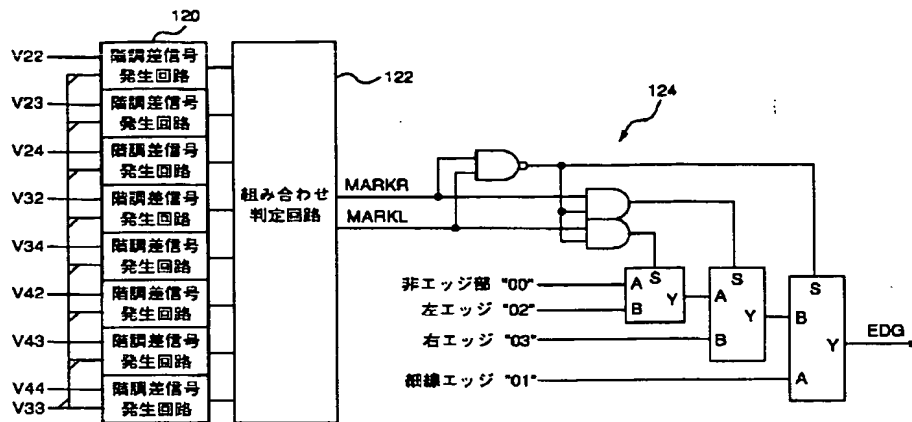 120
V22
階調差信号
発生回路
V23
階調差信号
発生回路
V24
階調差信号
発生回路
V32
階調差信号
発生回路
V34
階調差信号
発生回路
V42
階調差信号
発生回路
V43
階調差信号
発生回路
V44
V33
階調差信号
発生回路
組み合わせ
判定回路
122
MARKR
MARKL
124
非エッジ部 "00"
左エッジ "02"
右エッジ "03"
細線エッジ "01"
S
A
Y
B
S
A
Y
B
S
B
Y
A
EDG